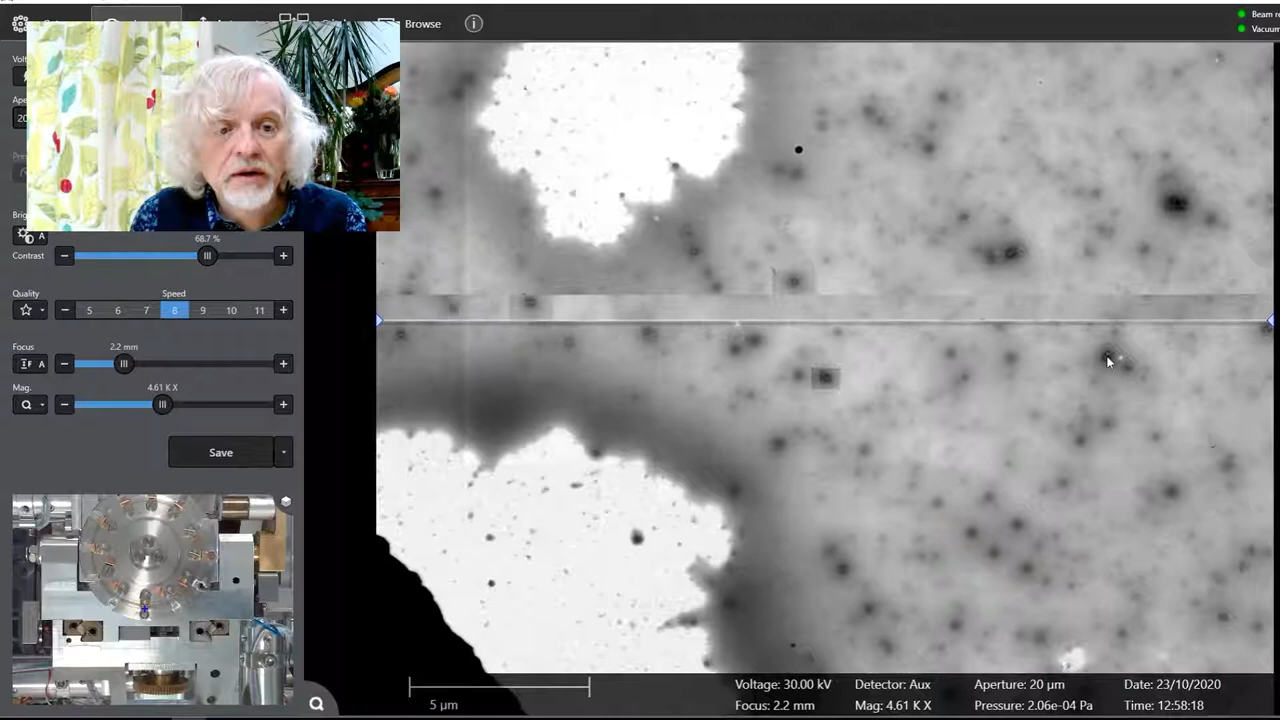 Browse
Beam
Vacuum
A
68.7 %
Contrast
Quality
Speed
5 6 7 8 9 10 11
Focus
2.2 mm
A
Mag.
4.61 K X
Save
5 µm
Voltage: 30.00 kV Detector: Aux Aperture: 20 µm Date: 23/10/2020
Focus: 2.2 mm Mag: 4.61 K X Pressure: 2.06e-04 Pa Time: 12:58:18